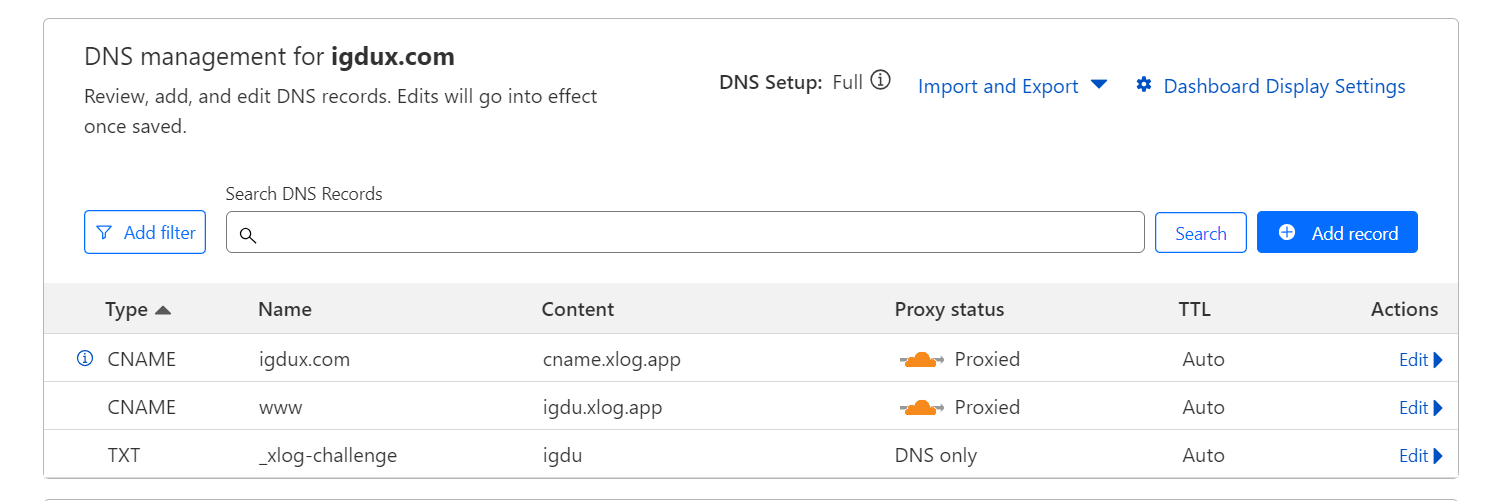 DNS management for igdux.com
Review, add, and edit DNS records. Edits will go into effect
once saved.
DNS Setup: Full
Import and Export
Dashboard Display Settings
Search DNS Records
Add filter
Search
Add record
Type Name Content Proxy status TTL Actions
CNAME igdux.com cname.xlog.app Proxied Auto Edit
CNAME www igdu.xlog.app Proxied Auto Edit
TXT _xlog-challenge igdu DNS only Auto Edit